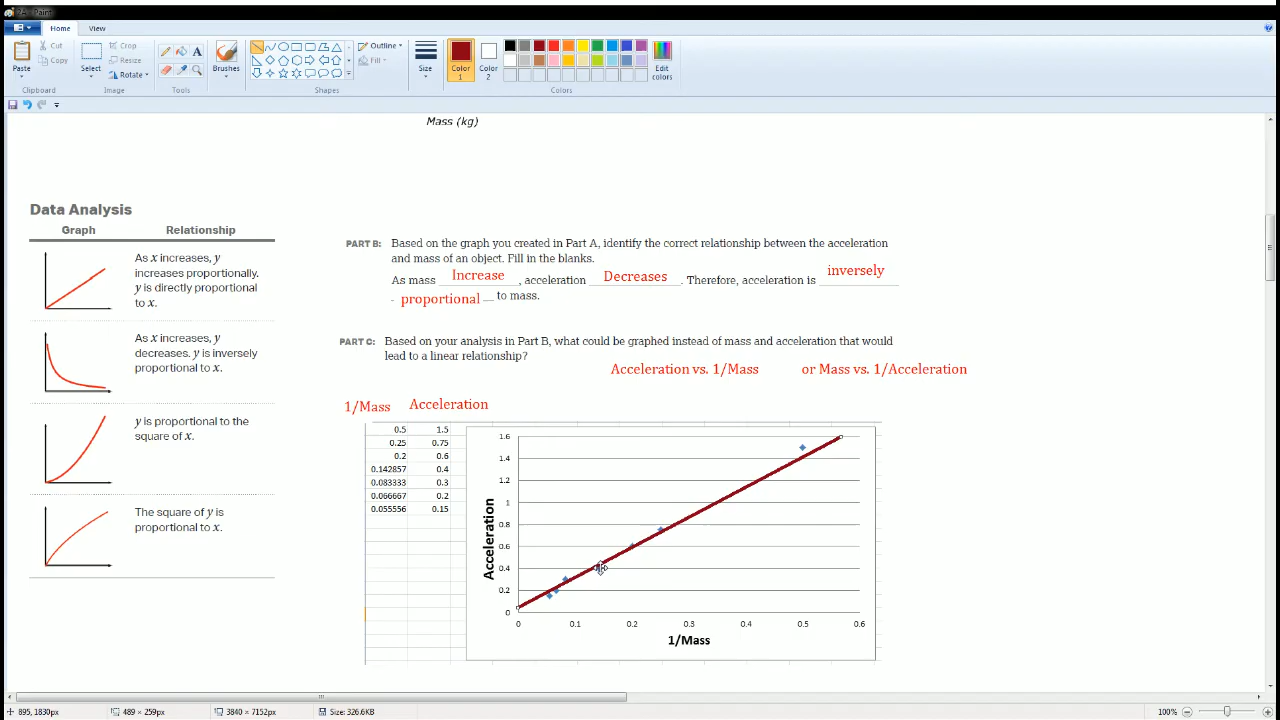 2A - Paint
Home
View
Paste
Cut
Copy
Clipboard
Select
Crop
Resize
Rotate
Image
Tools
A
Brushes
Shapes
Outline
Fill
Size
Color
1
Color
2
Edit
colors
Colors
Mass (kg)
Data Analysis
Graph Relationship
As x increases, y
increases proportionally.
y is directly proportional
to x.
As x increases, y
decreases. y is inversely
proportional to x.
y is proportional to the
square of x.
The square of y is
proportional to x.
PART B: Based on the graph you created in Part A, identify the correct relationship between the acceleration
and mass of an object. Fill in the blanks.
As mass Increase , acceleration Decreases . Therefore, acceleration is inversely
proportional to mass.
PART C: Based on your analysis in Part B, what could be graphed instead of mass and acceleration that would
lead to a linear relationship?
Acceleration vs. 1/Mass or Mass vs. 1/Acceleration
1/Mass Acceleration
0.5 1.5
0.25 0.75
0.2 0.6
0.142857 0.4
0.083333 0.3
0.066667 0.2
0.055556 0.15
1.6
1.4
1.2
1
0.8
0.6
0.4
0.2
0
Acceleration
0 0.1 0.2 0.3 0.4 0.5 0.6
1/Mass
895, 1830px
489 × 259px
3840 × 7152px
Size: 326.6KB
100%